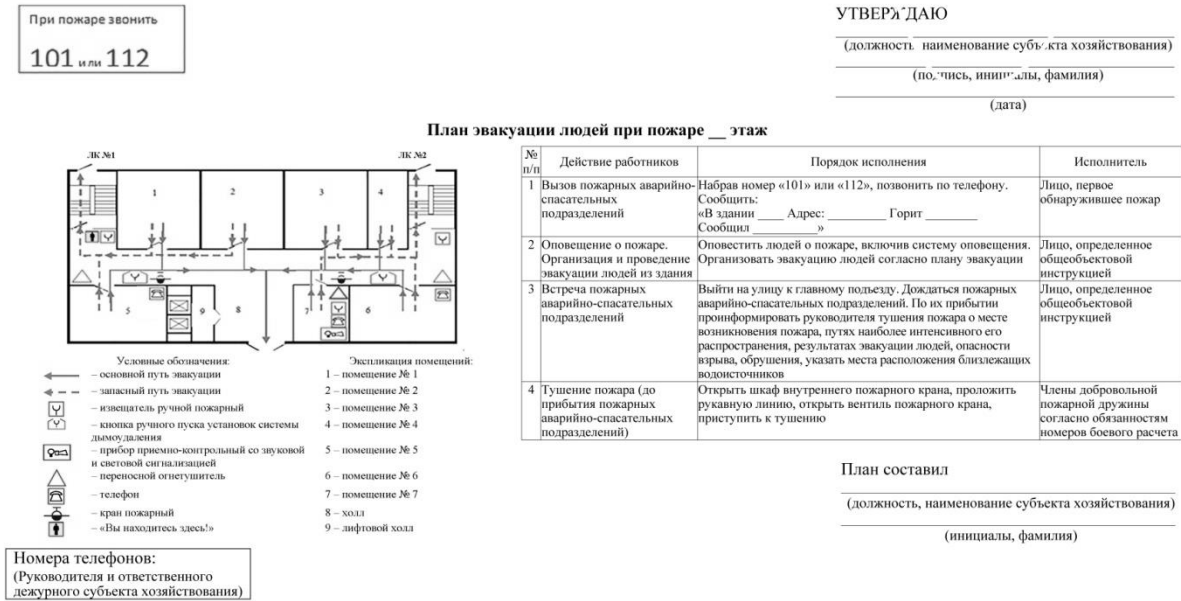 При пожаре звонить
101 или 112
УТВЕРЖДАЮ
(должность, наименование субъекта хозяйствования)
(подпись, инициалы, фамилия)
(дата)
План эвакуации людей при пожаре __ этаж
ЛК №1
ЛК №2
1
2
3
4
5
9
8
7
6
Условные обозначения:
– основной путь эвакуации
– запасный путь эвакуации
– извещатель ручной пожарный
– кнопка ручного пуска установок системы
дымоудаления
– прибор приемно-контрольный со звуковой
и световой сигнализацией
– переносной огнетушитель
– телефон
– кран пожарный
– «Вы находитесь здесь!»
Экспликация помещений:
1 – помещение № 1
2 – помещение № 2
3 – помещение № 3
4 – помещение № 4
5 – помещение № 5
6 – помещение № 6
7 – помещение № 7
8 – холл
9 – лифтовой холл
Номера телефонов:
(Руководителя и ответственного
дежурного субъекта хозяйствования)
№
п/п
Действие работников
Порядок исполнения
Исполнитель
1
Вызов пожарных аварийно-
спасательных
подразделений
Набрав номер «101» или «112», позвонить по телефону.
Сообщить:
«В здании ____ Адрес: _________ Горит ________
Сообщил __________»
Лицо, первое
обнаружившее пожар
2
Оповещение о пожаре.
Организация и проведение
эвакуации людей из здания
Оповестить людей о пожаре, включив систему оповещения.
Организовать эвакуацию людей согласно плану эвакуации
Лицо, определенное
общеобъектовой
инструкцией
3
Встреча пожарных
аварийно-спасательных
подразделений
Выйти на улицу к главному подъезду. Дождаться пожарных
аварийно-спасательных подразделений. По их прибытии
проинформировать руководителя тушения пожара о месте
возникновения пожара, путях наиболее интенсивного его
распространения, результатах эвакуации людей, опасности
взрыва, обрушения, указать места расположения близлежащих
водоисточников
Лицо, определенное
общеобъектовой
инструкцией
4
Тушение пожара (до
прибытия пожарных
аварийно-спасательных
подразделений)
Открыть шкаф внутреннего пожарного крана, проложить
рукавную линию, открыть вентиль пожарного крана,
приступить к тушению
Члены добровольной
пожарной дружины
согласно обязанностям
номеров боевого расчета
План составил
(должность, наименование субъекта хозяйствования)
(инициалы, фамилия)